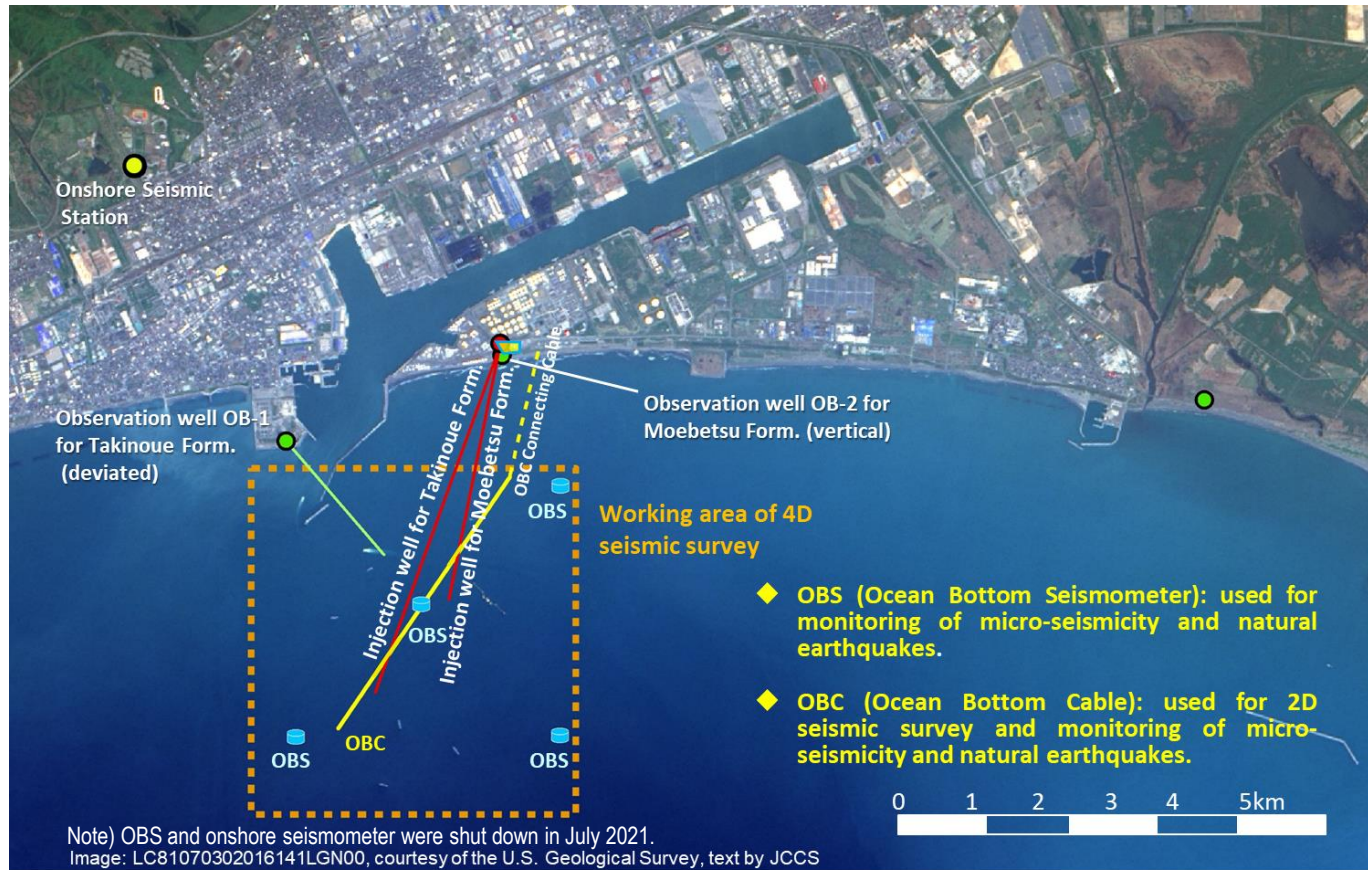 Onshore Seismic
Station
Observation well OB-1
for Takinoue Form.
(deviated)
Injection well for Takinoue Form.
Injection well for Moebetsu Form.
OBC Connecting Cable
Observation well OB-2 for
Moebetsu Form. (vertical)
OBS
Working area of 4D
seismic survey
OBS
OBS
OBC
OBS
◆ OBS (Ocean Bottom Seismometer): used for
monitoring of micro-seismicity and natural
earthquakes.
◆ OBC (Ocean Bottom Cable): used for 2D
seismic survey and monitoring of micro-
seismicity and natural earthquakes.
0 1 2 3 4 5km
Note) OBS and onshore seismometer were shut down in July 2021.
Image: LC81070302016141LGN00, courtesy of the U.S. Geological Survey, text by JCCS